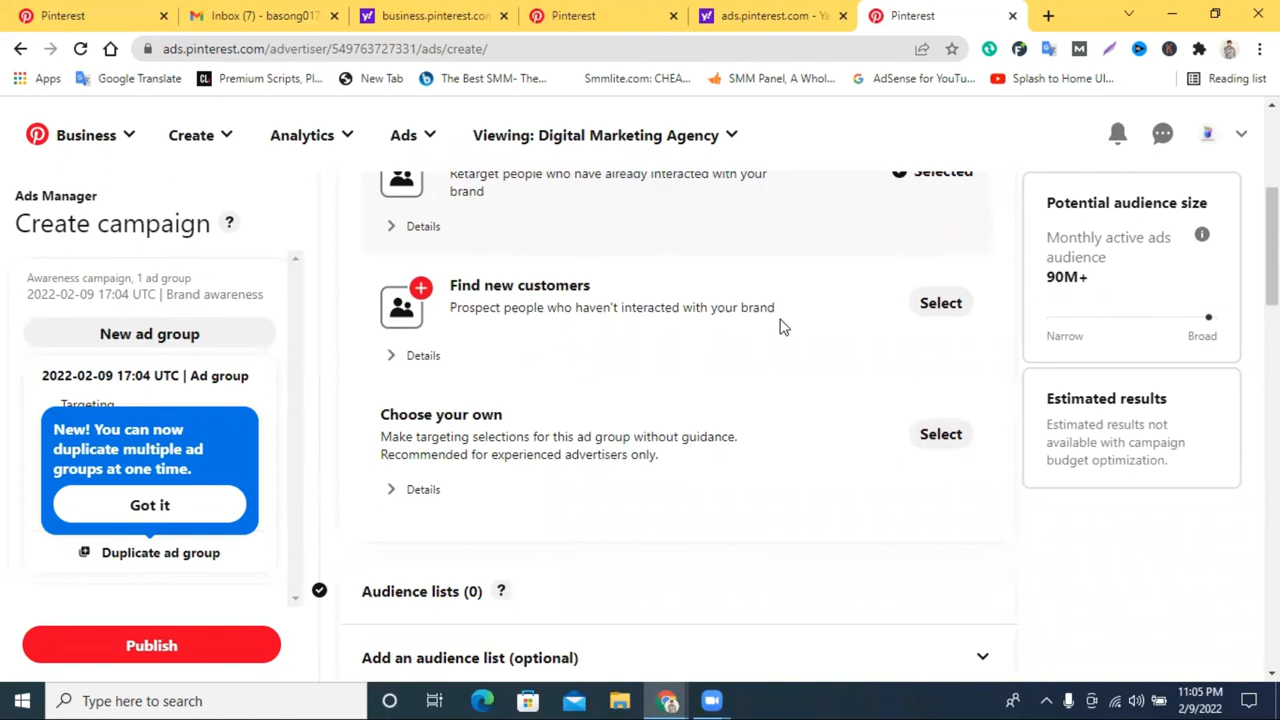 Pinterest
Inbox (7) - basong017
business.pinterest.com
Pinterest
ads.pinterest.com - Ya
Pinterest
ads.pinterest.com/advertiser/549763727331/ads/create/
Apps
Google Translate
Premium Scripts, Pl...
New Tab
The Best SMM- The...
Smmlite.com: CHEA...
SMM Panel, A Whol...
AdSense for YouTu...
Splash to Home UI...
Reading list
Business
Create
Analytics
Ads
Viewing: Digital Marketing Agency
Ads Manager
Create campaign ?
Awareness campaign, 1 ad group
2022-02-09 17:04 UTC | Brand awareness
New ad group
2022-02-09 17:04 UTC | Ad group
Targeting
New! You can now
duplicate multiple ad
groups at one time.
Got it
Duplicate ad group
Publish
Retarget people who have already interacted with your
brand
Selected
Details
Find new customers
Prospect people who haven't interacted with your brand
Select
Details
Choose your own
Make targeting selections for this ad group without guidance.
Recommended for experienced advertisers only.
Select
Details
Audience lists (0) ?
Add an audience list (optional)
Potential audience size
Monthly active ads
audience
90M+
Narrow
Broad
Estimated results
Estimated results not
available with campaign
budget optimization.
Type here to search
11:05 PM
2/9/2022